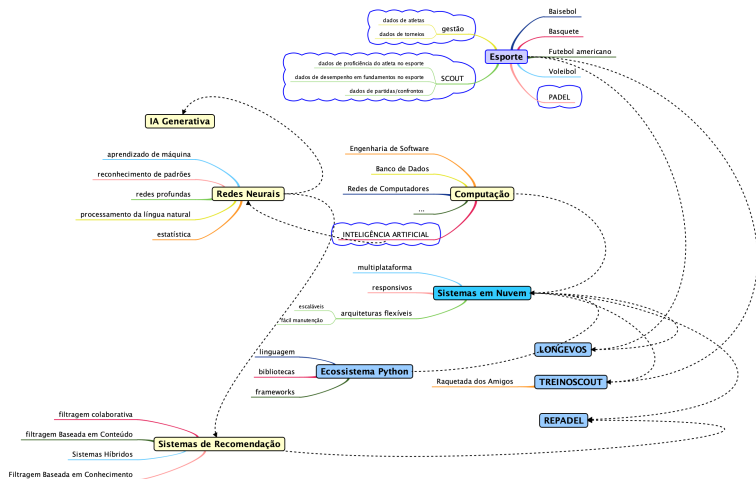 dados de atletas
dados de torneios
gestão
dados de proficiência do atleta no esporte
dados de desempenho em fundamentos no esporte
dados de partidas/confrontos
SCOUT
Esporte
Baisebol
Basquete
Futebol americano
Voleibol
PADEL
IA Generativa
aprendizado de máquina
reconhecimento de padrões
redes profundas
processamento da língua natural
estatística
Redes Neurais
Engenharia de Software
Banco de Dados
Redes de Computadores
...
INTELIGÊNCIA ARTIFICIAL
Computação
multiplataforma
responsivos
escaláveis
fácil manutenção
arquiteturas flexíveis
Sistemas em Nuvem
linguagem
bibliotecas
frameworks
Ecossistema Python
...
LONGEVOS
Raquetada dos Amigos
TREINOSCOUT
REPADEL
filtragem colaborativa
filtragem Baseada em Conteúdo
Sistemas Híbridos
Filtragem Baseada em Conhecimento
Sistemas de Recomendação